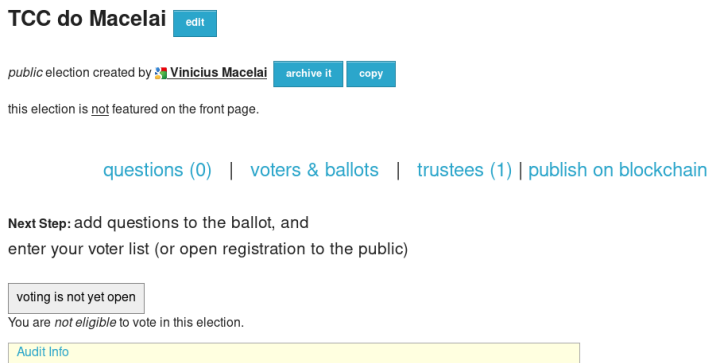 TCC do Macelai edit
public election created by Vinicius Macelai archive it copy
this election is not featured on the front page.
questions (0) | voters & ballots | trustees (1) | publish on blockchain
Next Step: add questions to the ballot, and
enter your voter list (or open registration to the public)
voting is not yet open
You are not eligible to vote in this election.
Audit Info